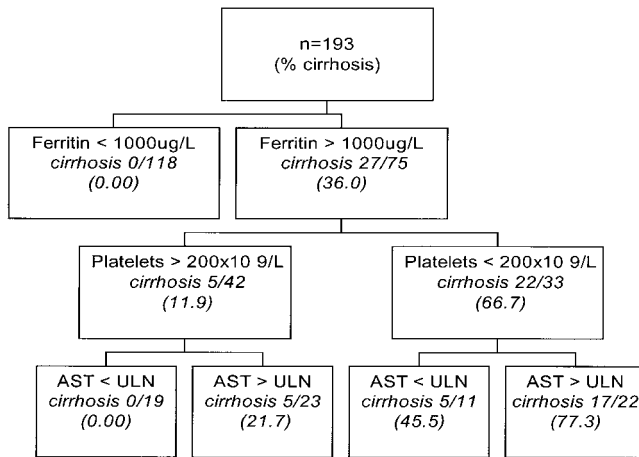 n=193
(% cirrhosis)
Ferritin < 1000ug/L
cirrhosis 0/118
(0.00)
Ferritin > 1000ug/L
cirrhosis 27/75
(36.0)
Platelets > 200x10 9/L
cirrhosis 5/42
(11.9)
Platelets < 200x10 9/L
cirrhosis 22/33
(66.7)
AST < ULN
cirrhosis 0/19
(0.00)
AST > ULN
cirrhosis 5/23
(21.7)
AST < ULN
cirrhosis 5/11
(45.5)
AST > ULN
cirrhosis 17/22
(77.3)